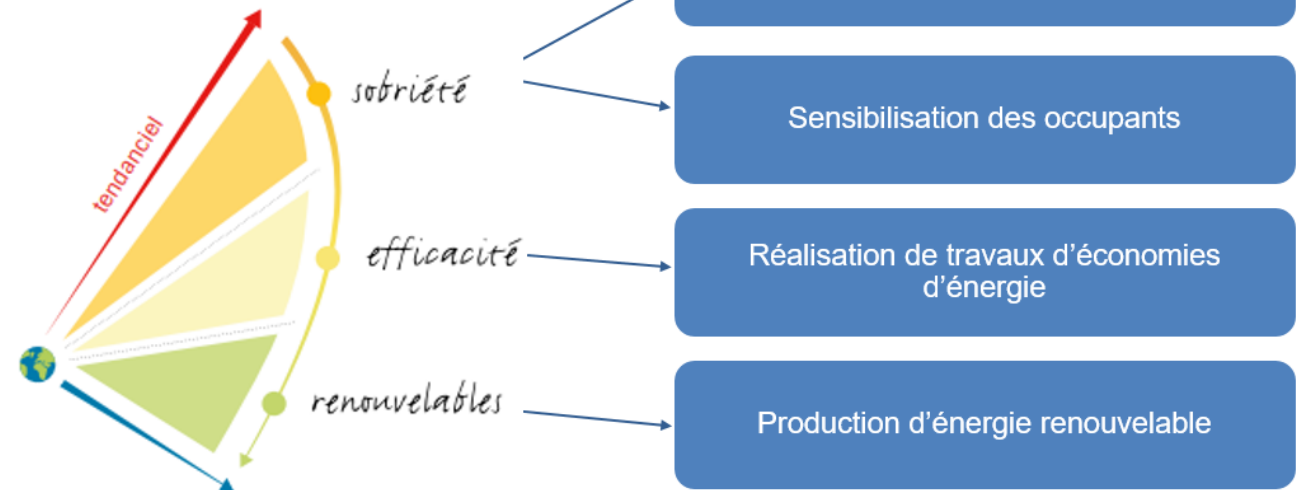 tendanciel
sobriété
Sensibilisation des occupants
efficacité
Réalisation de travaux d’économies
d’énergie
renouvelables
Production d’énergie renouvelable